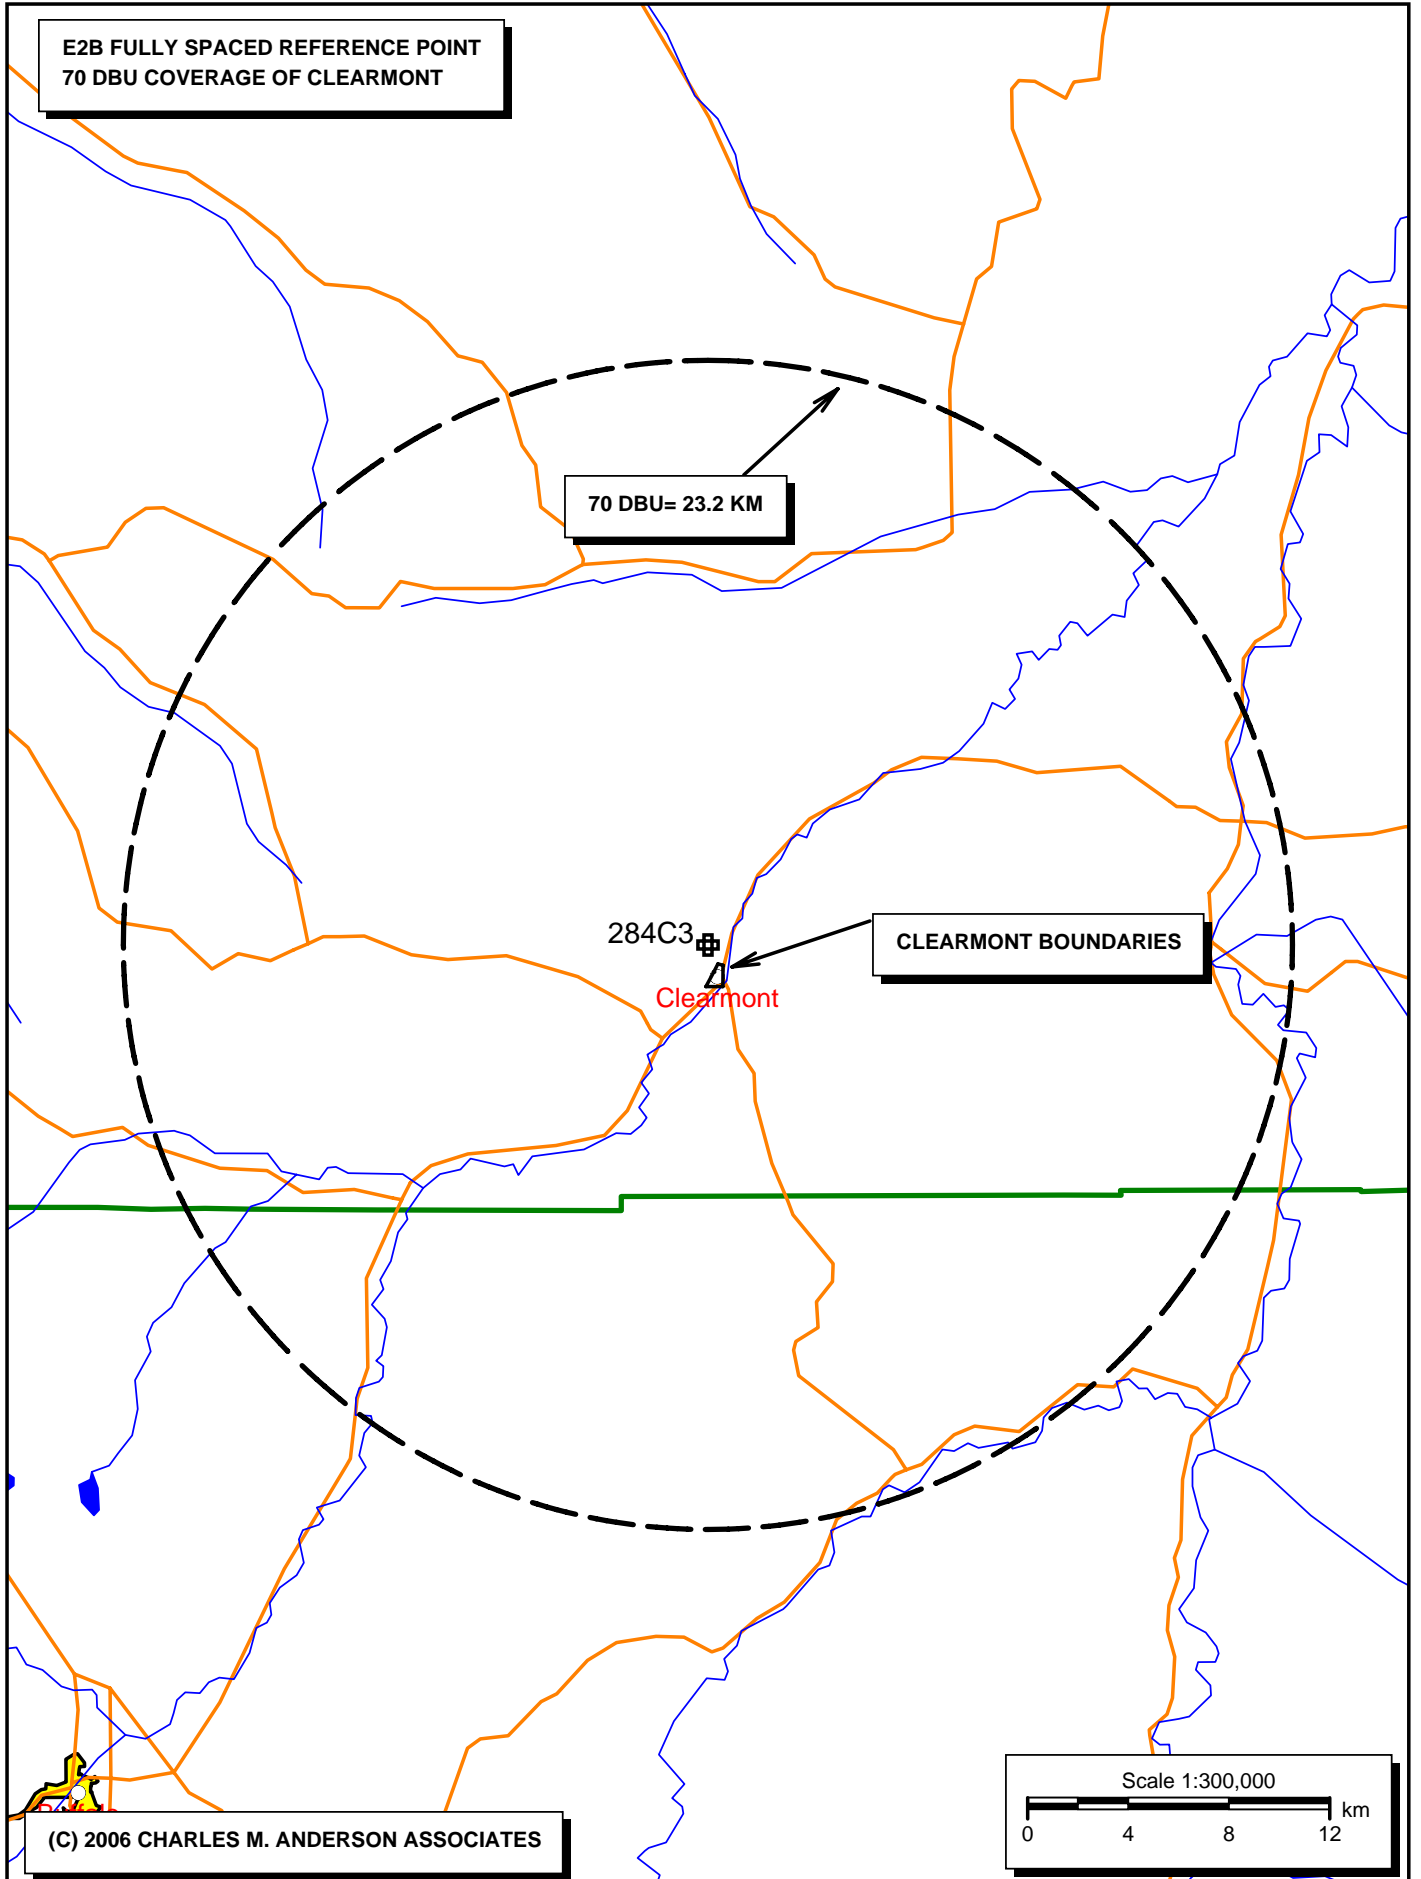 E2B FULLY SPACED REFERENCE POINT
70 DBU COVERAGE OF CLEARMONT
70 DBU= 23.2 KM
284C3
CLEARMONT BOUNDARIES
Clearmont
Scale 1:300,000
km
0 4 8 12
(C) 2006 CHARLES M. ANDERSON ASSOCIATES